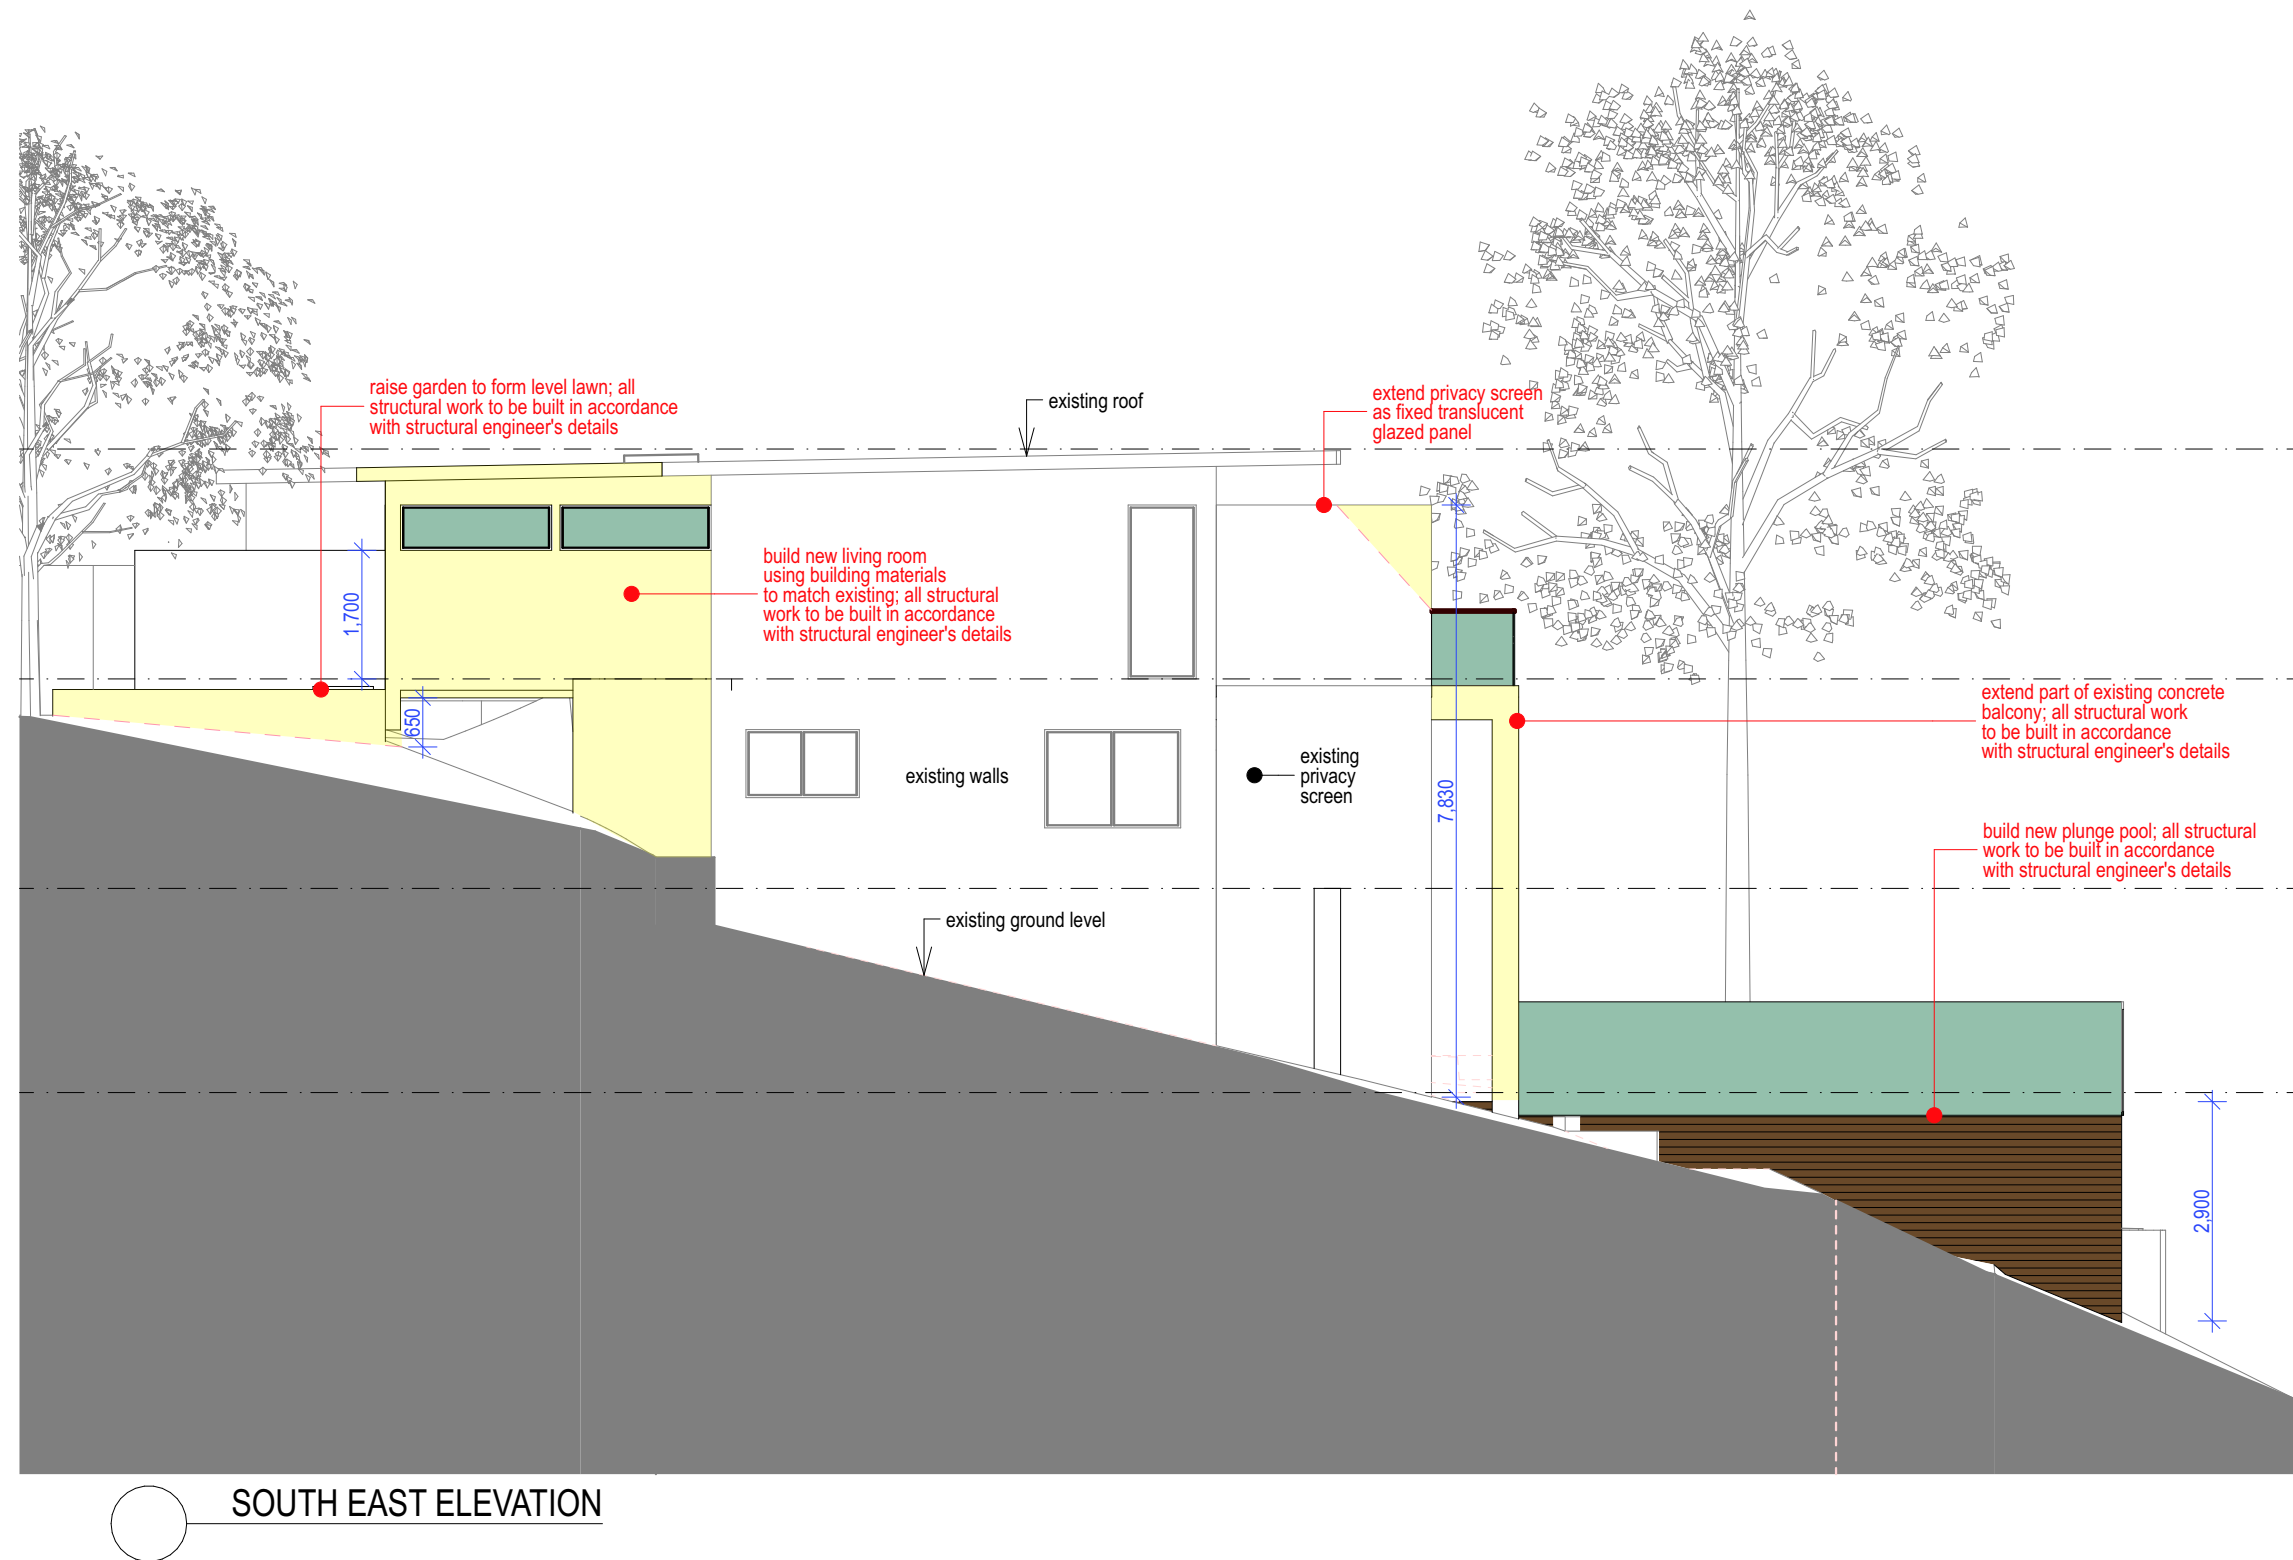 raise garden to form level lawn; all
structural work to be built in accordance
with structural engineer's details
existing roof
extend privacy screen
as fixed translucent
glazed panel
build new living room
using building materials
to match existing; all structural
work to be built in accordance
with structural engineer's details
1,700
650
existing walls
existing
privacy
screen
7,830
extend part of existing concrete
balcony; all structural work
to be built in accordance
with structural engineer's details
build new plunge pool; all structural
work to be built in accordance
with structural engineer's details
existing ground level
2,900
SOUTH EAST ELEVATION